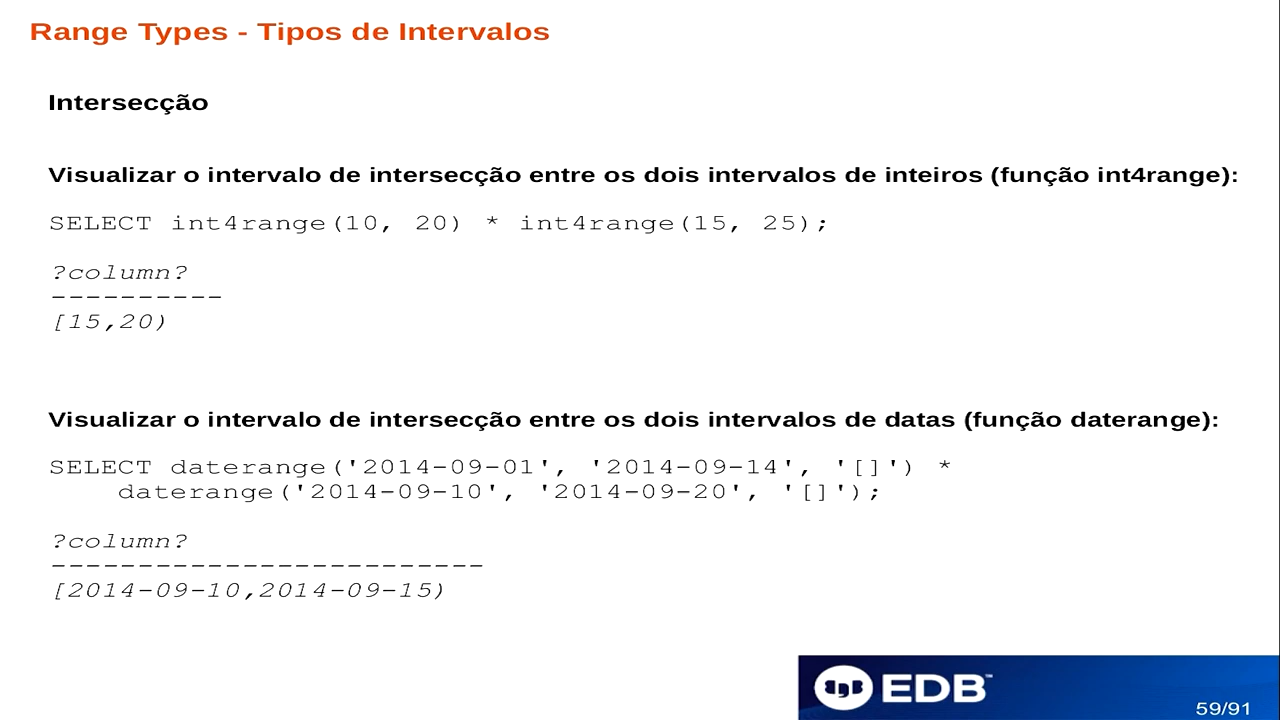 Range Types - Tipos de Intervalos
Intersecção
Visualizar o intervalo de intersecção entre os dois intervalos de inteiros (função int4range):
SELECT int4range(10, 20) * int4range(15, 25);
?column?
----------
[15,20)
Visualizar o intervalo de intersecção entre os dois intervalos de datas (função daterange):
SELECT daterange('2014-09-01', '2014-09-14', '[]') *
    daterange('2014-09-10', '2014-09-20', '[]');
?column?
-------------------------
[2014-09-10,2014-09-15)
EDB™
59/91